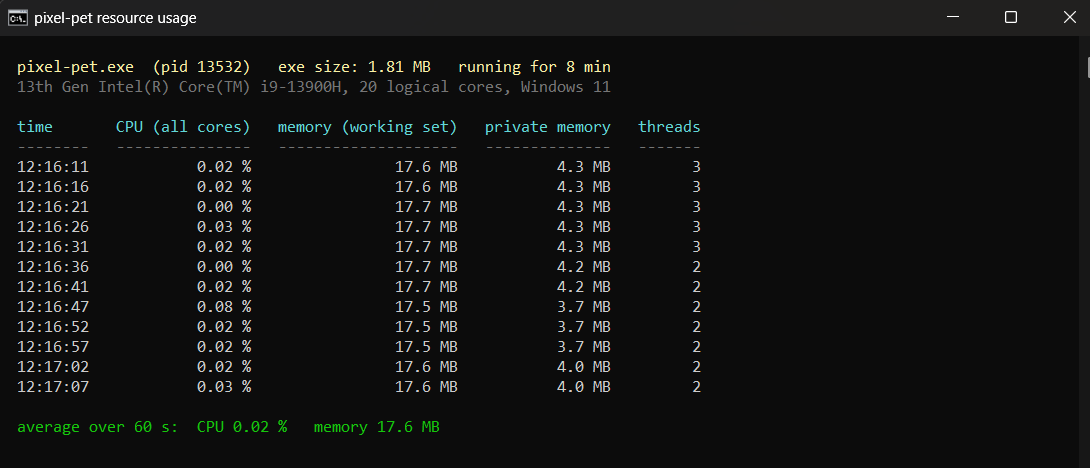 pixel-pet resource usage
pixel-pet.exe  (pid 13532)   exe size: 1.81 MB   running for 8 min
13th Gen Intel(R) Core(TM) i9-13900H, 20 logical cores, Windows 11
time       CPU (all cores)   memory (working set)   private memory   threads
--------   ---------------   --------------------   --------------   -------
12:16:11            0.02 %                17.6 MB           4.3 MB         3
12:16:16            0.02 %                17.6 MB           4.3 MB         3
12:16:21            0.00 %                17.7 MB           4.3 MB         3
12:16:26            0.03 %                17.7 MB           4.3 MB         3
12:16:31            0.02 %                17.7 MB           4.3 MB         3
12:16:36            0.00 %                17.7 MB           4.2 MB         2
12:16:41            0.02 %                17.7 MB           4.2 MB         2
12:16:47            0.08 %                17.5 MB           3.7 MB         2
12:16:52            0.02 %                17.5 MB           3.7 MB         2
12:16:57            0.02 %                17.5 MB           3.7 MB         2
12:17:02            0.02 %                17.6 MB           4.0 MB         2
12:17:07            0.03 %                17.6 MB           4.0 MB         2
average over 60 s:  CPU 0.02 %   memory 17.6 MB